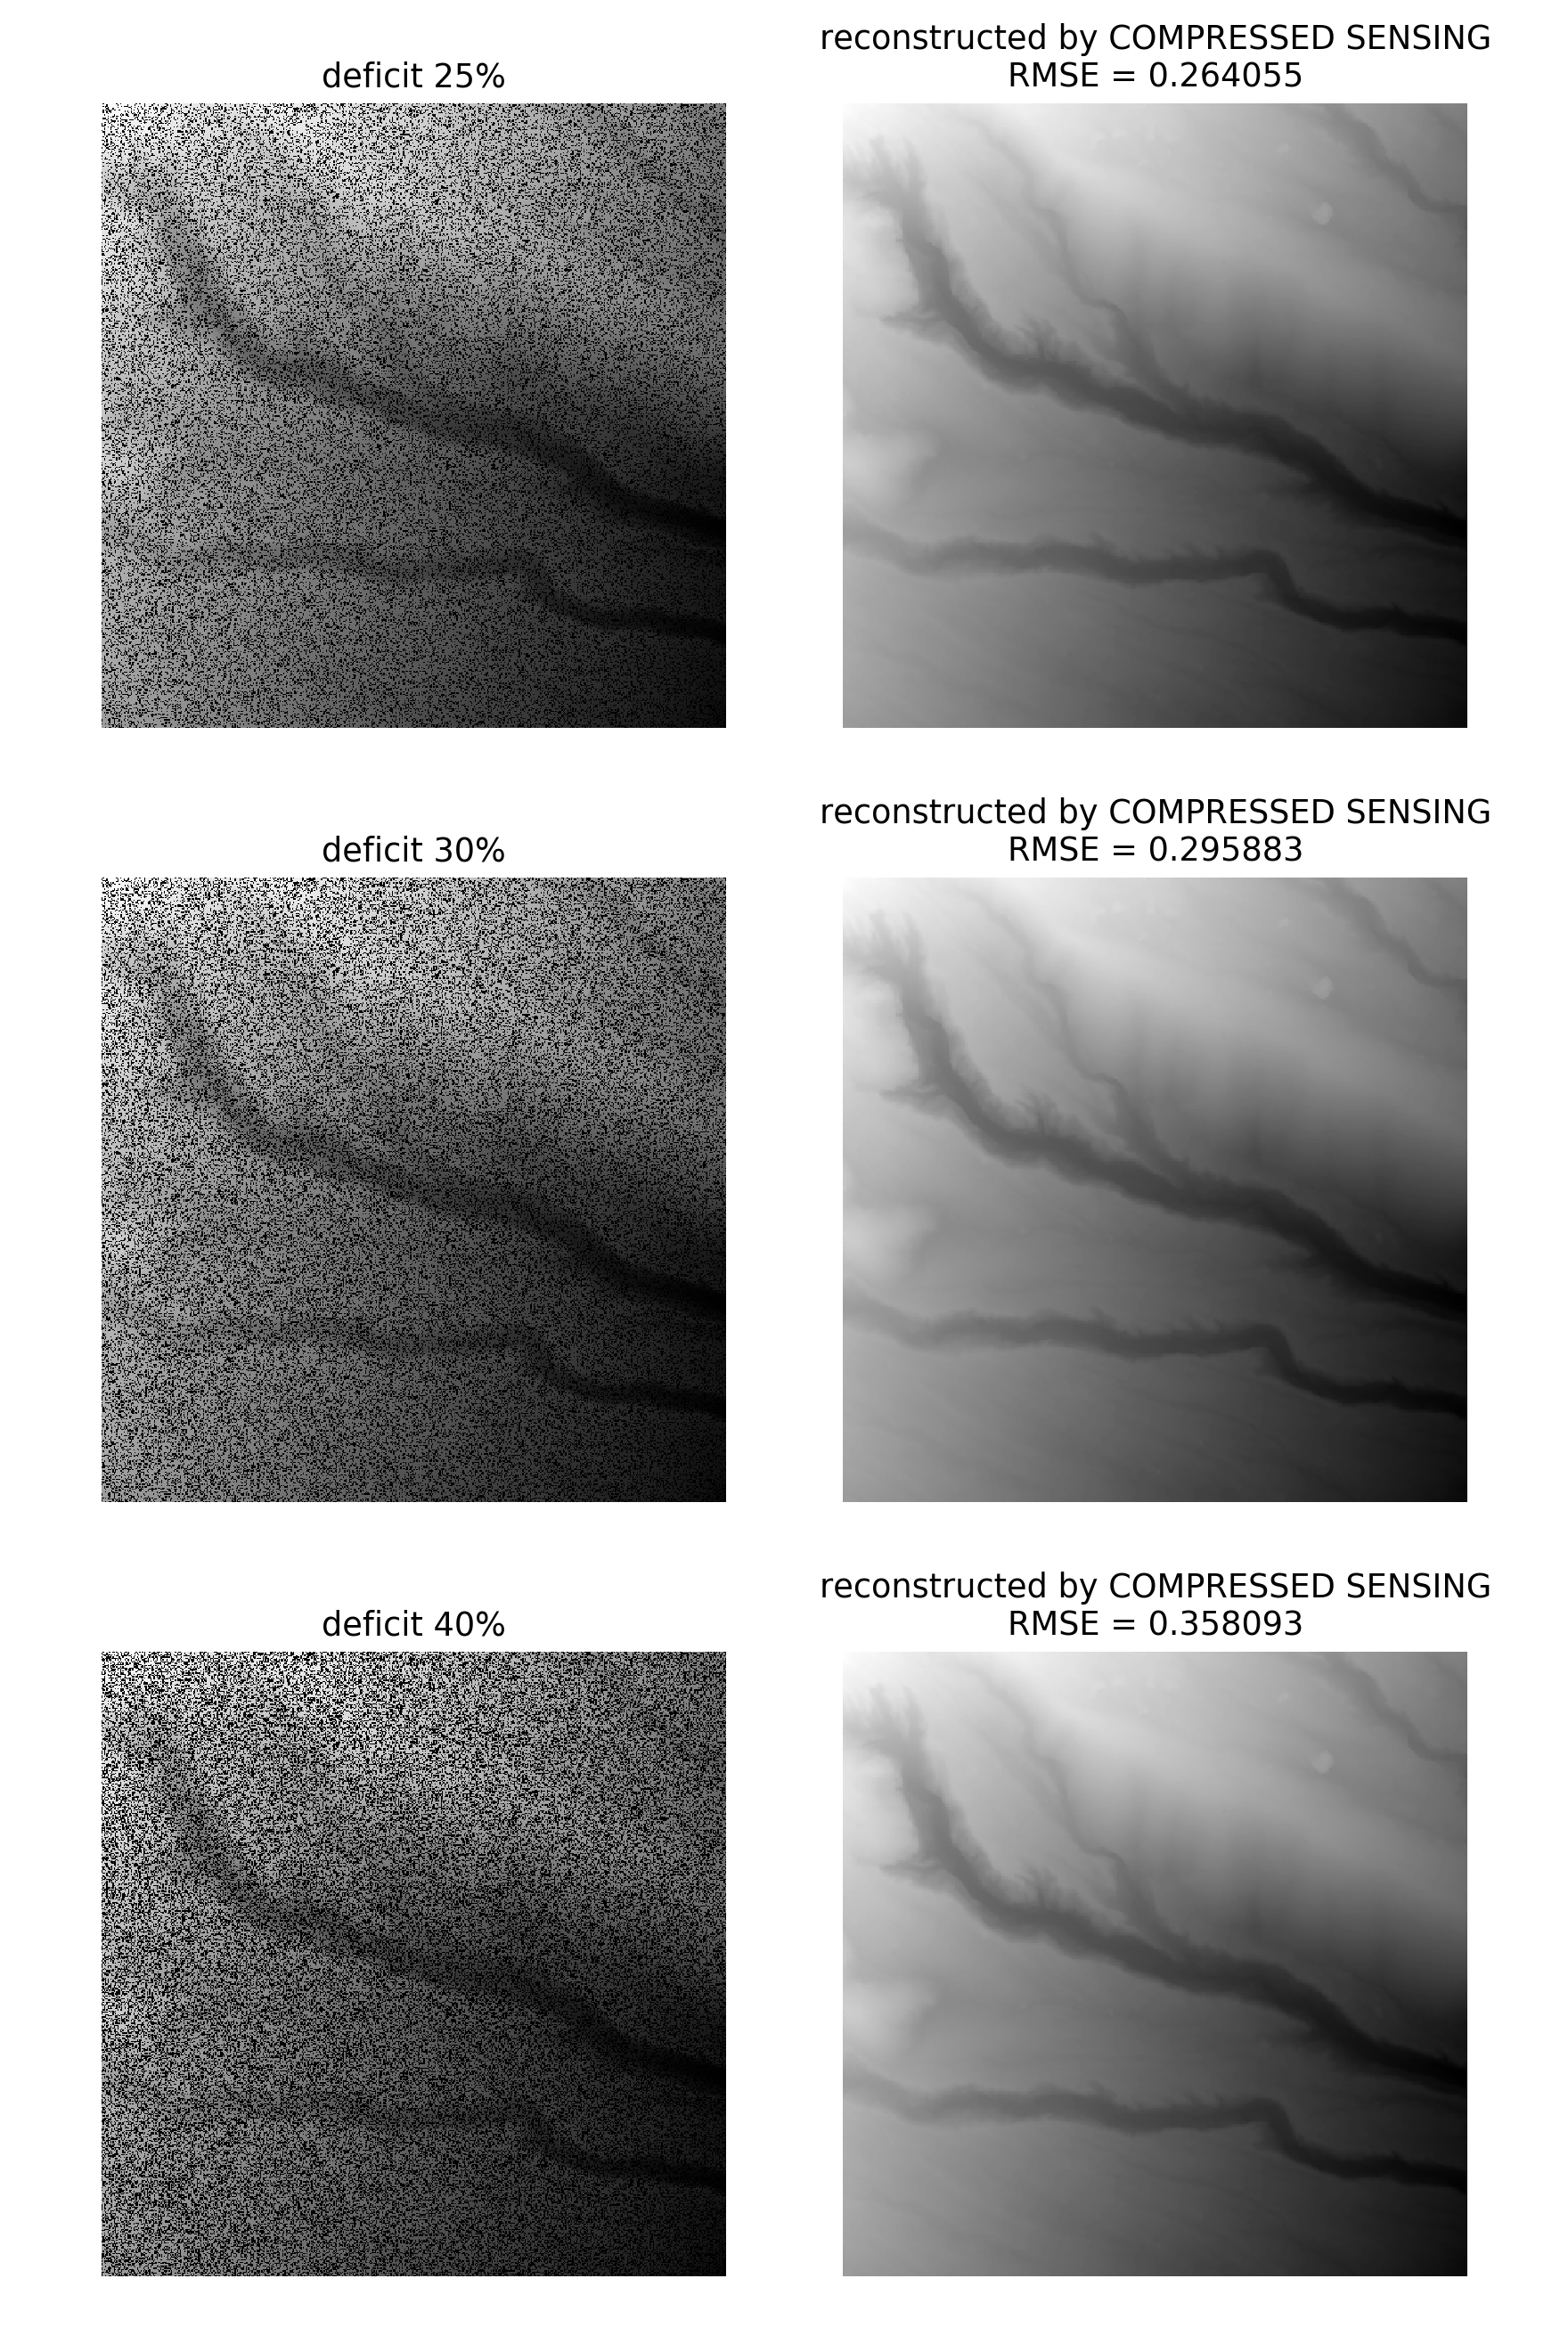 deficit 25%
reconstructed by COMPRESSED SENSING
RMSE = 0.264055
deficit 30%
reconstructed by COMPRESSED SENSING
RMSE = 0.295883
deficit 40%
reconstructed by COMPRESSED SENSING
RMSE = 0.358093